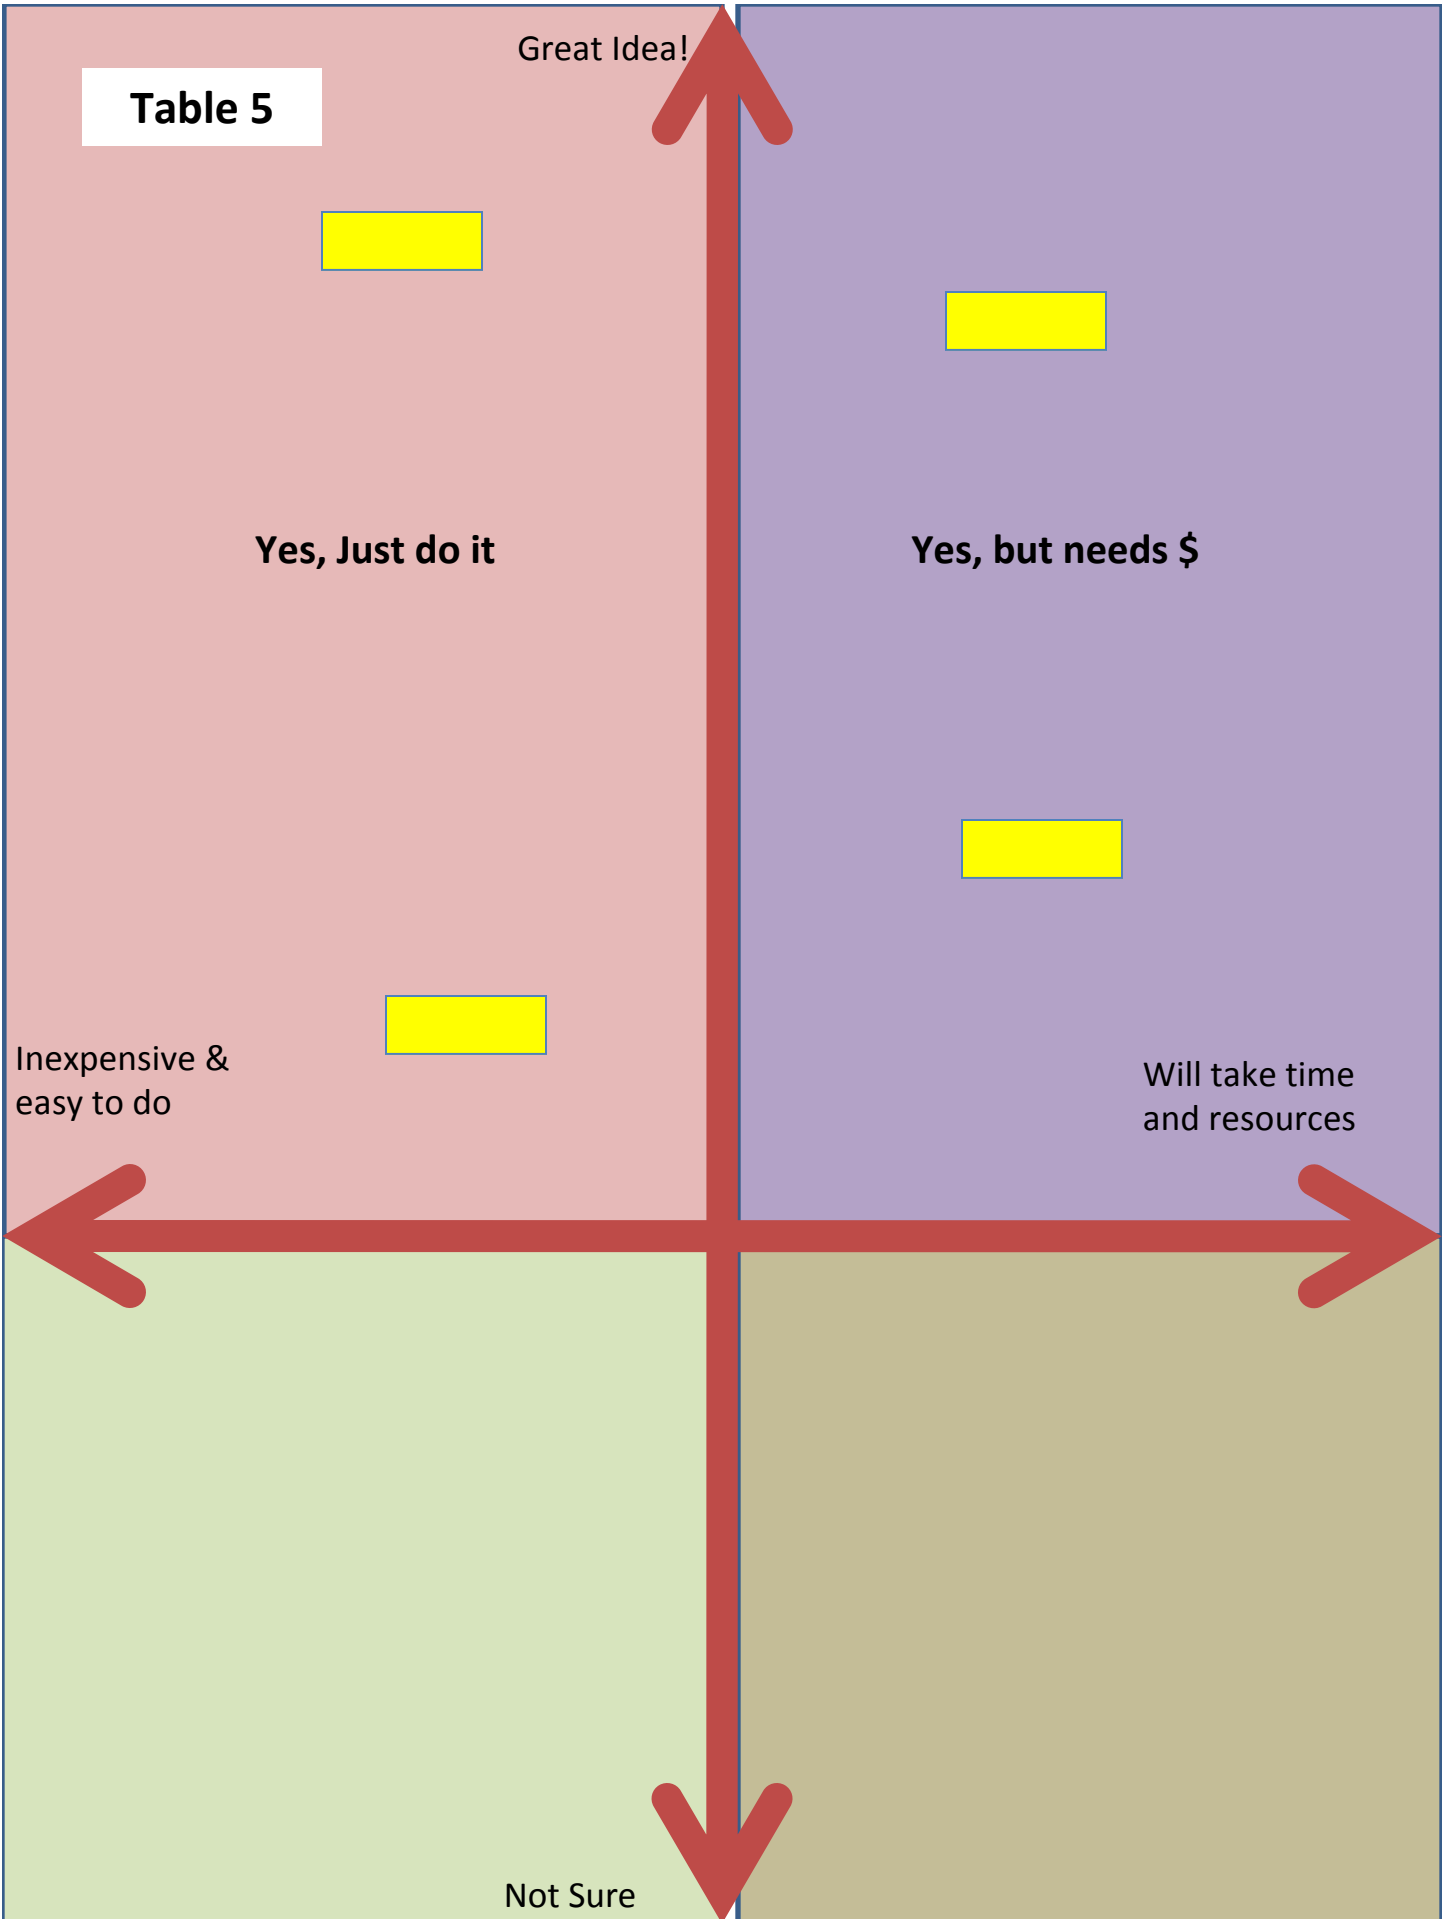 Great Idea!
Table 5
Yes, Just do it
Yes, but needs $
Inexpensive &
easy to do
Will take time
and resources
Not Sure